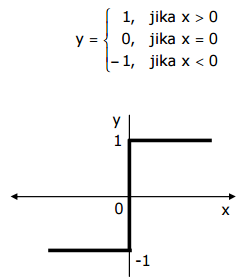 1, jika x > 0
y = 0, jika x = 0
-1, jika x < 0
y
1
0
x
-1